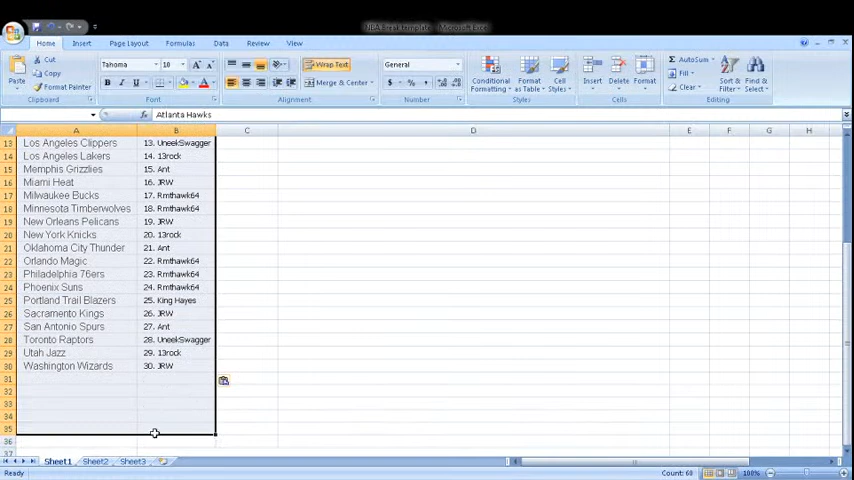 NBA Break template - Microsoft Excel
Home Insert Page layout Formulas Data Review View
Paste
Cut
Copy
Format Painter
Clipboard
Tahoma 10
B I U
Font
Wrap Text
Merge & Center
Alignment
General
$ % ,
Number
Conditional Formatting
Format as Table
Cell Styles
Styles
Insert Delete Format
Cells
AutoSum
Fill
Clear
Sort & Filter
Find & Select
Editing
fx Atlanta Hawks
A B C D E F G H
13 Los Angeles Clippers 13. UneekSwagger
14 Los Angeles Lakers 14. 13rock
15 Memphis Grizzlies 15. Ant
16 Miami Heat 16. JRW
17 Milwaukee Bucks 17. Rmthawk64
18 Minnesota Timberwolves 18. Rmthawk64
19 New Orleans Pelicans 19. JRW
20 New York Knicks 20. 13rock
21 Oklahoma City Thunder 21. Ant
22 Orlando Magic 22. Rmthawk64
23 Philadelphia 76ers 23. Rmthawk64
24 Phoenix Suns 24. Rmthawk64
25 Portland Trail Blazers 25. King Hayes
26 Sacramento Kings 26. JRW
27 San Antonio Spurs 27. Ant
28 Toronto Raptors 28. UneekSwagger
29 Utah Jazz 29. 13rock
30 Washington Wizards 30. JRW
31
32
33
34
35
36
37
Sheet1 Sheet2 Sheet3
Ready Count: 60 100%